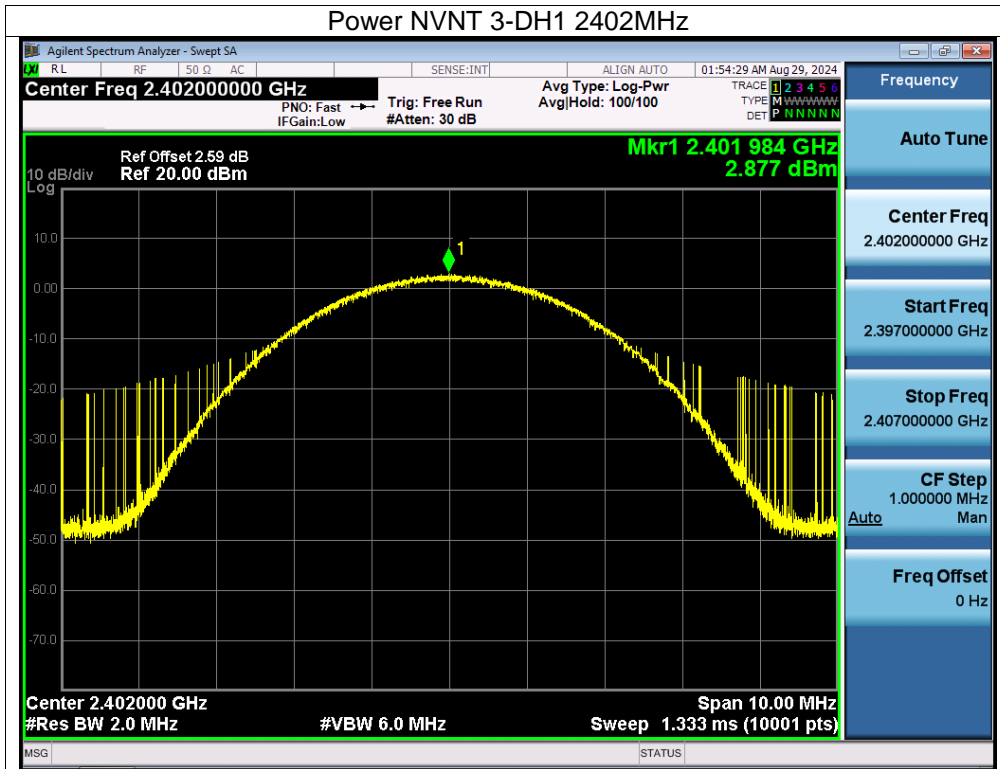 Power NVNT 3-DH1 2402MHz
Agilent Spectrum Analyzer - Swept SA
LXI RL RF 50 Ω AC SENSE:INT ALIGN AUTO 01:54:29 AM Aug 29, 2024
Center Freq 2.402000000 GHz
PNO: Fast
IFGain:Low
Trig: Free Run
#Atten: 30 dB
Avg Type: Log-Pwr
Avg|Hold: 100/100
TRACE 1 2 3 4 5 6
TYPE M WWWWW
DET P N N N N N
Frequency
Auto Tune
Center Freq
2.402000000 GHz
Start Freq
2.397000000 GHz
Stop Freq
2.407000000 GHz
CF Step
1.000000 MHz
Auto Man
Freq Offset
0 Hz
Mkr1 2.401 984 GHz
2.877 dBm
Ref Offset 2.59 dB
10 dB/div Ref 20.00 dBm
Log
10.0
1
0.00
-10.0
-20.0
-30.0
-40.0
-50.0
-60.0
-70.0
Center 2.402000 GHz Span 10.00 MHz
#Res BW 2.0 MHz #VBW 6.0 MHz Sweep 1.333 ms (10001 pts)
MSG STATUS